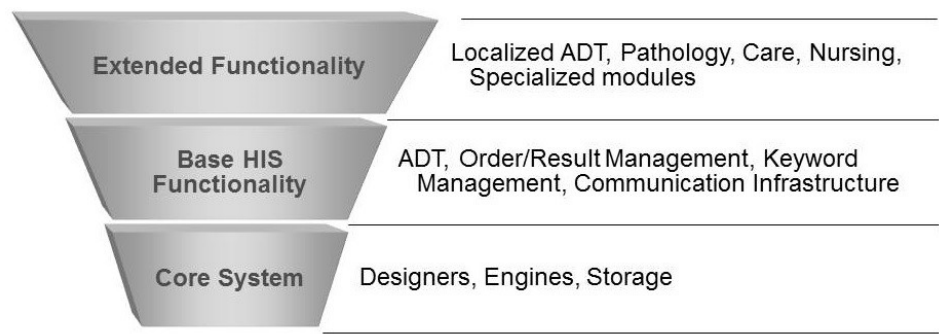 Extended Functionality
Localized ADT, Pathology, Care, Nursing,
Specialized modules
Base HIS
Functionality
ADT, Order/Result Management, Keyword
Management, Communication Infrastructure
Core System
Designers, Engines, Storage